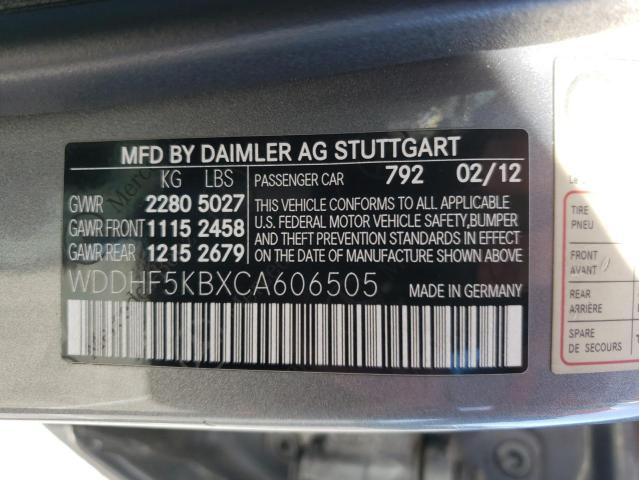 MFD BY DAIMLER AG STUTTGART
KG LBS
PASSENGER CAR 792 02/12
GVWR 2280 5027
GAWR FRONT 1115 2458
GAWR REAR 1215 2679
THIS VEHICLE CONFORMS TO ALL APPLICABLE
U.S. FEDERAL MOTOR VEHICLE SAFETY,BUMPER
AND THEFT PREVENTION STANDARDS IN EFFECT
ON THE DATE OF MANUFACTURE SHOWN ABOVE.
WDDHF5KBXCA606505
MADE IN GERMANY
Le
TIRE
PNEU
FRONT
AVANT
REAR
ARRIÈRE
SPARE
DE SECOURS